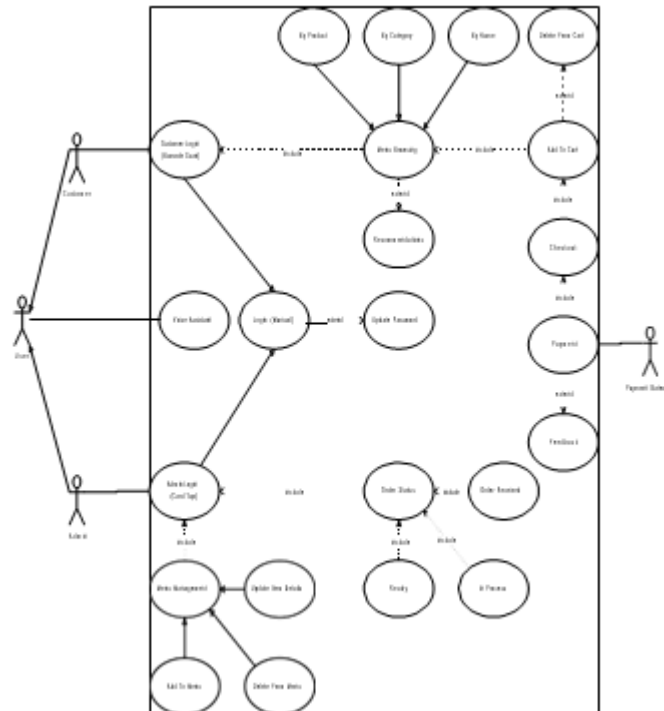 By Product
By Category
By Name
Delete From Cart
extend
Customer Login
(Barcode Scan)
include
Menu Browsing
include
Add To Cart
Customer
extend
include
Recommendations
Checkout
include
User
Voice Assistant
Login (Manual)
extend
Update Password
Payment
extend
Feedback
Admin Login
(Card Tap)
include
Order Status
include
Order Received
Admin
include
include
include
Menu Management
Update Item Details
Ready
In Process
Add To Menu
Delete From Menu